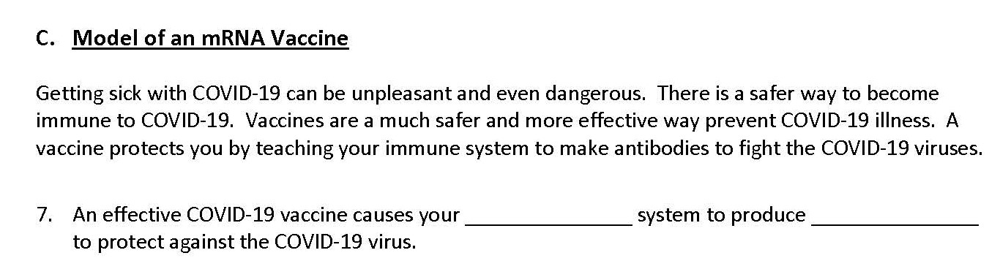 C. Model of an mRNA Vaccine
Getting sick with COVID-19 can be unpleasant and even dangerous.  There is a safer way to become
immune to COVID-19.  Vaccines are a much safer and more effective way prevent COVID-19 illness.  A
vaccine protects you by teaching your immune system to make antibodies to fight the COVID-19 viruses.
7. An effective COVID-19 vaccine causes your ________________ system to produce ________________
to protect against the COVID-19 virus.